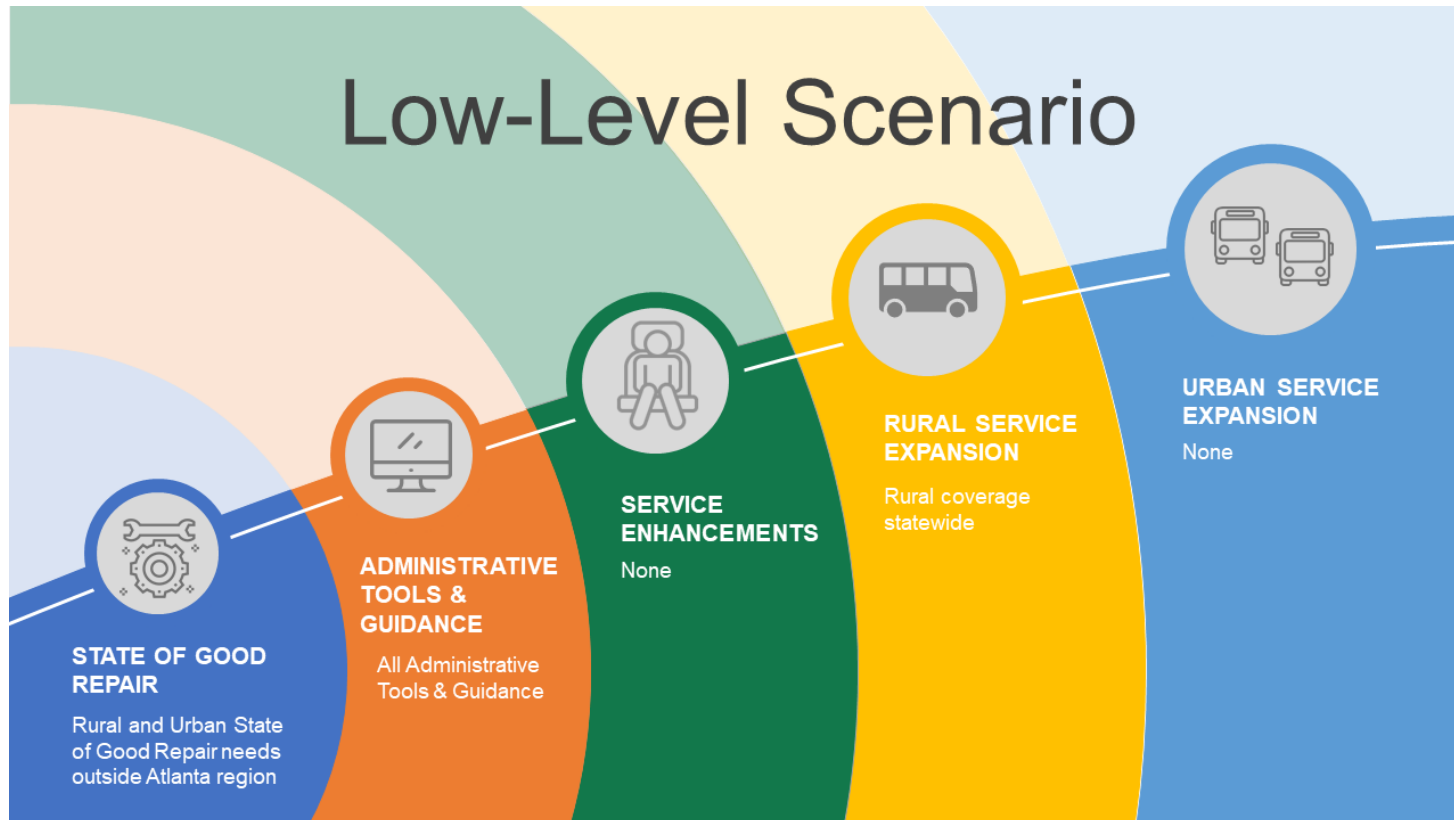 Low-Level Scenario
STATE OF GOOD
REPAIR
Rural and Urban State
of Good Repair needs
outside Atlanta region
ADMINISTRATIVE
TOOLS &
GUIDANCE
All Administrative
Tools & Guidance
SERVICE
ENHANCEMENTS
None
RURAL SERVICE
EXPANSION
Rural coverage
statewide
URBAN SERVICE
EXPANSION
None